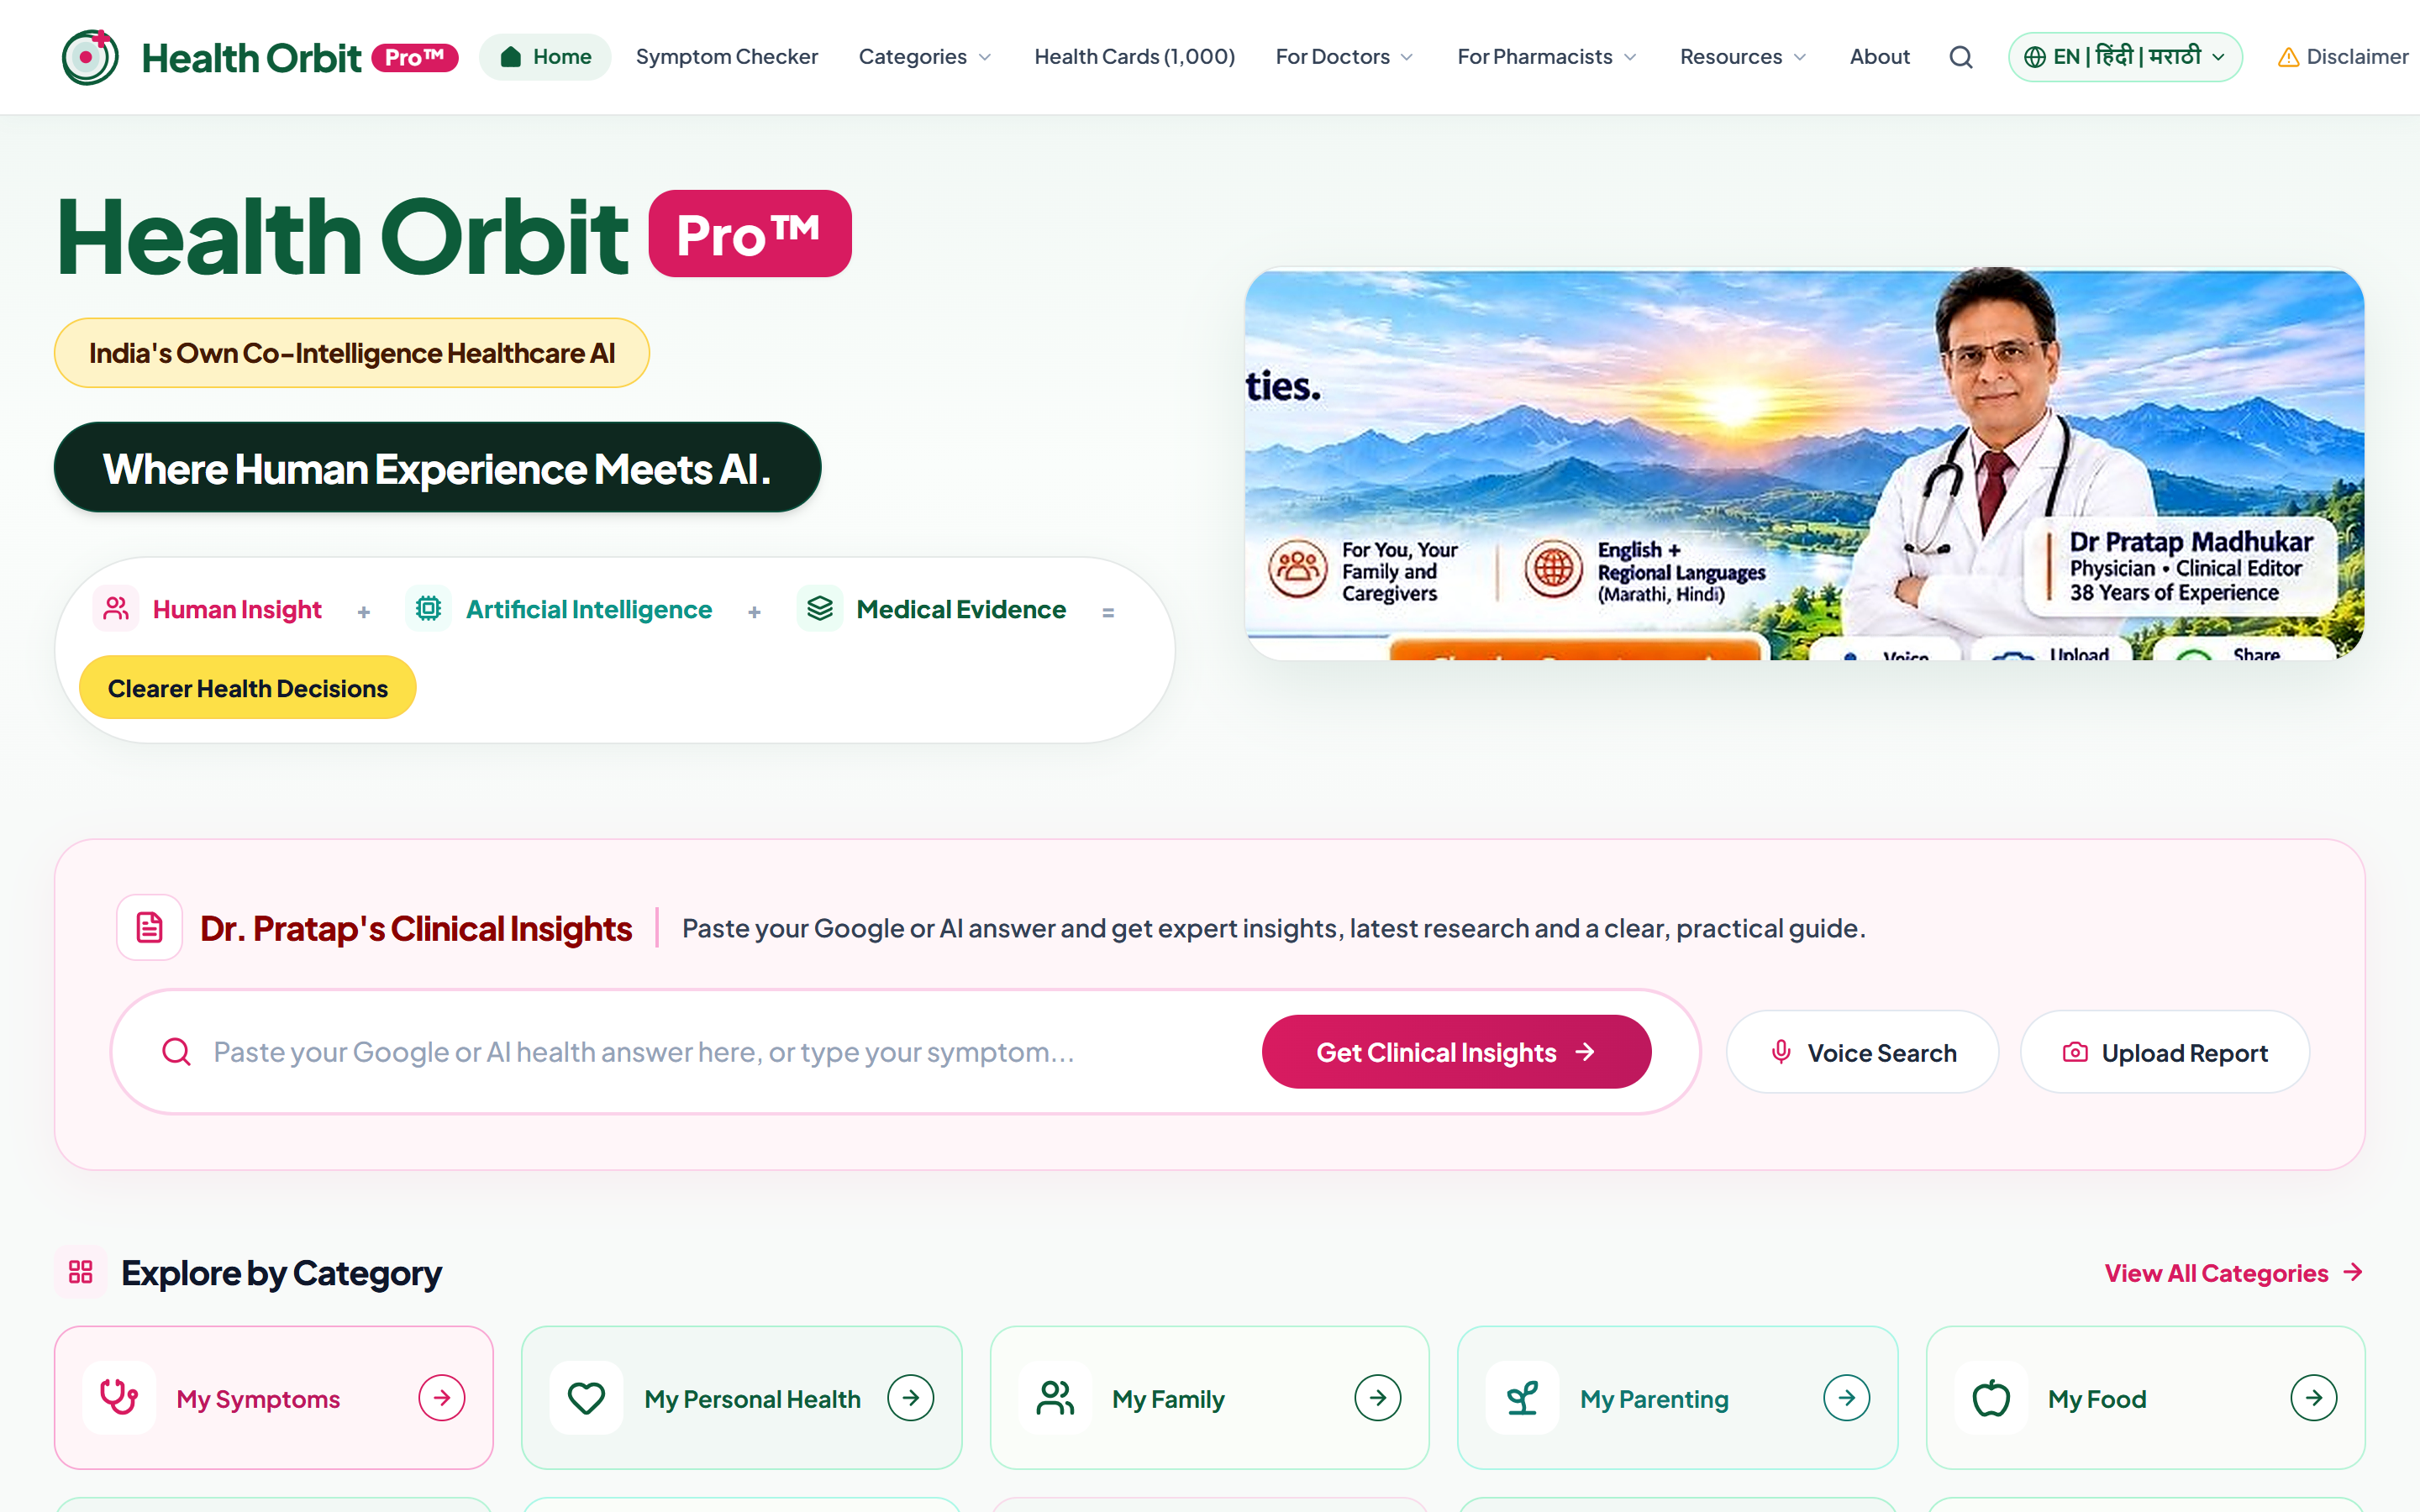 Health Orbit Pro™
Home
Symptom Checker
Categories
Health Cards (1,000)
For Doctors
For Pharmacists
Resources
About
EN | हिंदी | मराठी
Disclaimer
Health Orbit Pro™
India's Own Co-Intelligence Healthcare AI
Where Human Experience Meets AI.
Human Insight + Artificial Intelligence + Medical Evidence =
Clearer Health Decisions
ties.
For You, Your
Family and
Caregivers
English +
Regional Languages
(Marathi, Hindi)
Dr Pratap Madhukar
Physician • Clinical Editor
38 Years of Experience
Voice
Upload
Share
Dr. Pratap's Clinical Insights
Paste your Google or AI answer and get expert insights, latest research and a clear, practical guide.
Paste your Google or AI health answer here, or type your symptom...
Get Clinical Insights
Voice Search
Upload Report
Explore by Category
View All Categories
My Symptoms
My Personal Health
My Family
My Parenting
My Food